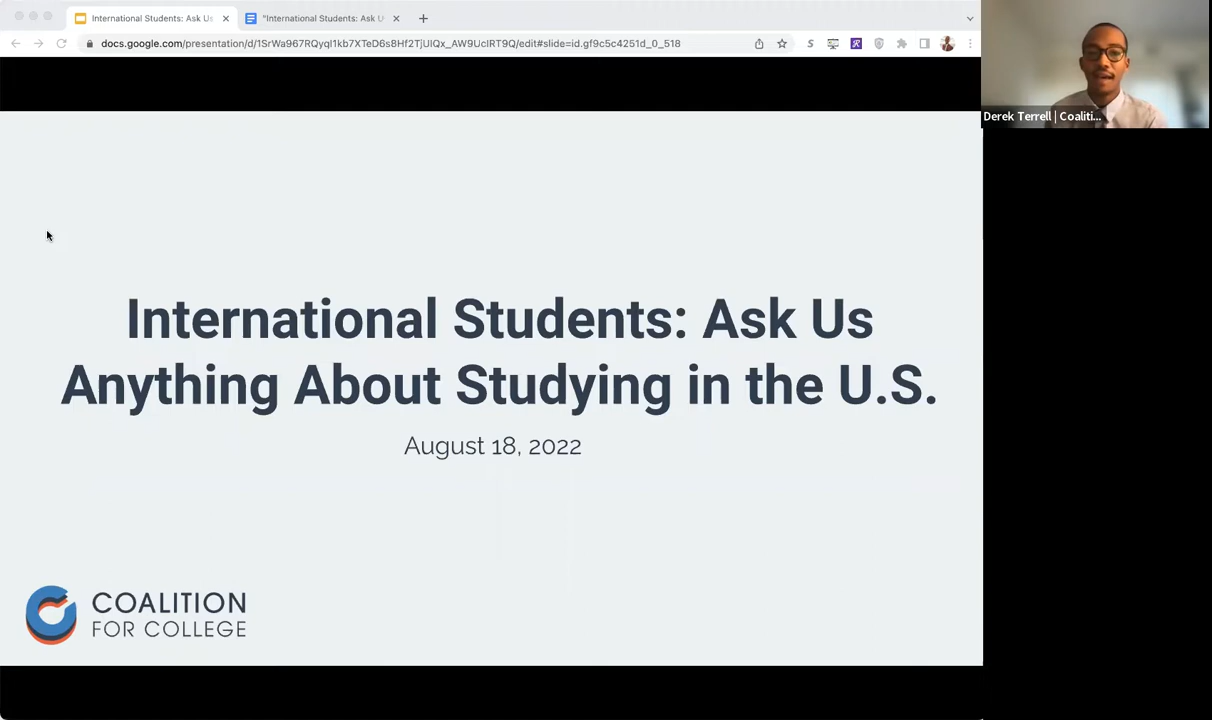 International Students: Ask Us
"International Students: Ask U
docs.google.com/presentation/d/1SrWa967RQyql1kb7XTeD6s8Hf2TjUIQx_AW9UcIRT9Q/edit#slide=id.gf9c5c4251d_0_518
Derek Terrell | Coaliti...
International Students: Ask Us
Anything About Studying in the U.S.
August 18, 2022
COALITION
FOR COLLEGE